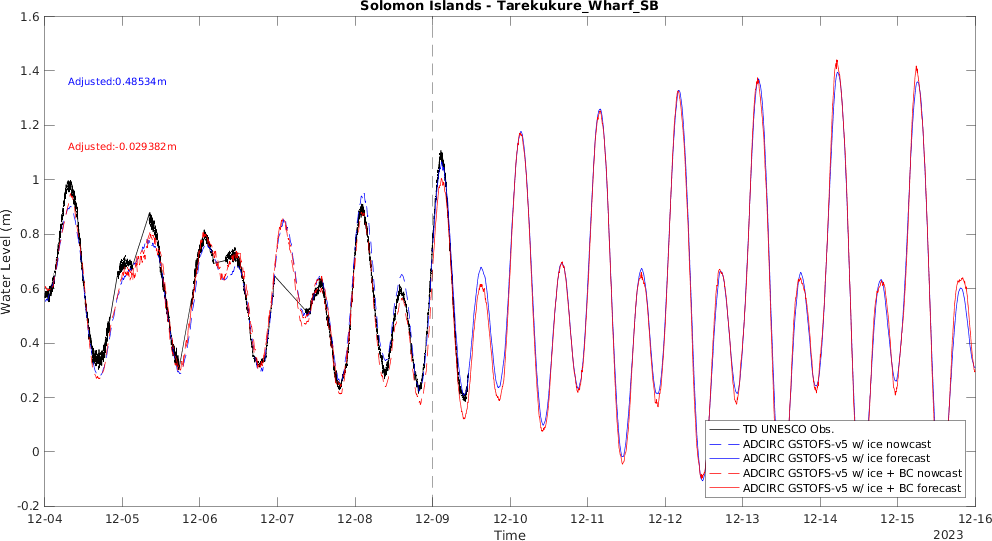 Solomon Islands - Tarekukure_Wharf_SB
1.6
1.4
1.2
1
0.8
0.6
0.4
0.2
0
-0.2
Water Level (m)
Adjusted:0.48534m
Adjusted:-0.029382m
TD UNESCO Obs.
ADCIRC GSTOFS-v5 w/ ice nowcast
ADCIRC GSTOFS-v5 w/ ice forecast
ADCIRC GSTOFS-v5 w/ ice + BC nowcast
ADCIRC GSTOFS-v5 w/ ice + BC forecast
12-04 12-05 12-06 12-07 12-08 12-09 12-10 12-11 12-12 12-13 12-14 12-15 12-16
Time
2023